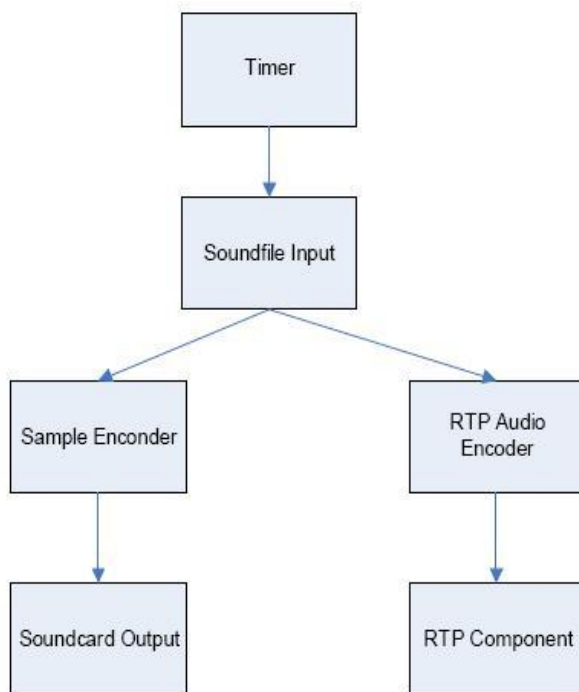 Timer
Soundfile Input
Sample Enconder
RTP Audio
Encoder
Soundcard Output
RTP Component